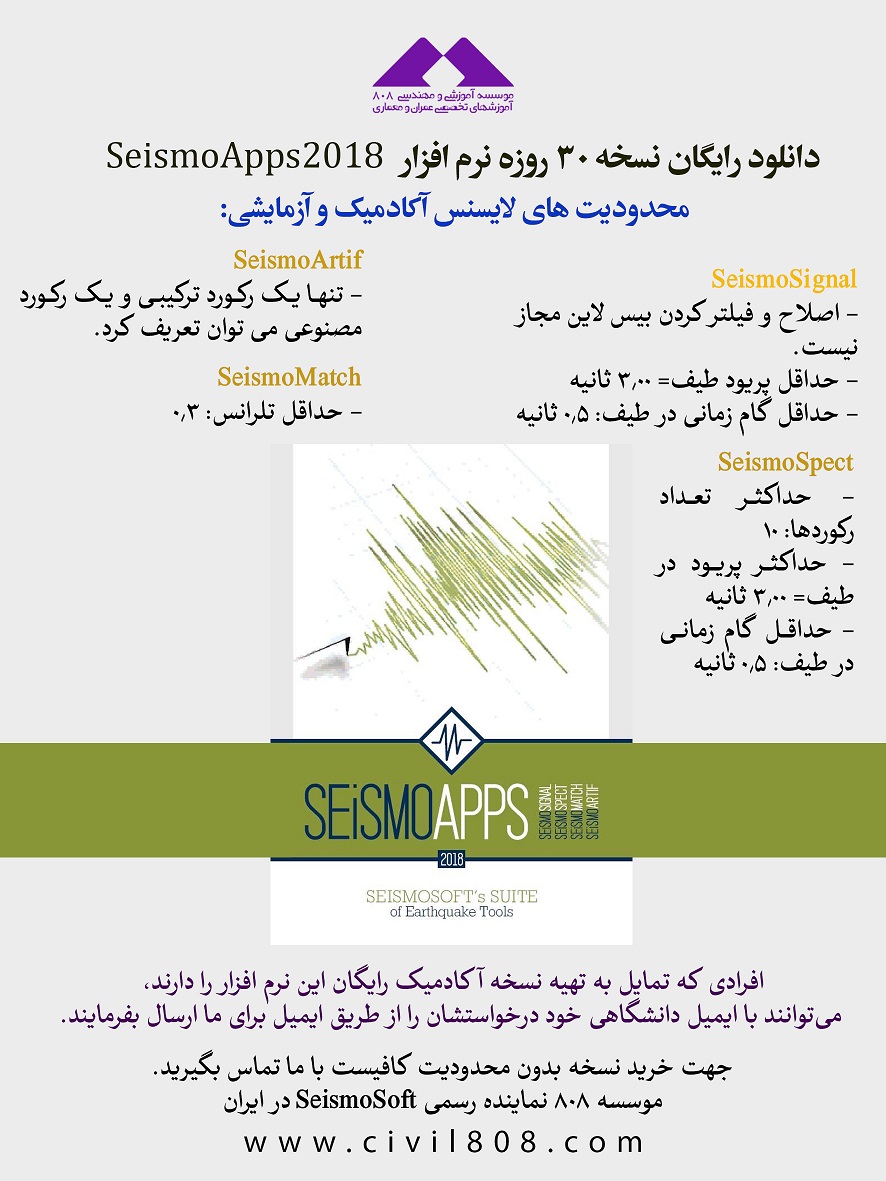 موسسه آموزشی و مهندسی ۸۰۸
آموزشهای تخصصی عمران و معماری
دانلود رایگان نسخه ۳۰ روزه نرم افزار SeismoApps2018
محدودیت های لایسنس آکادمیک و آزمایشی:
SeismoSignal
- اصلاح و فیلتر کردن بیس لاین مجاز
نیست.
- حداقل پریود طیف= ۳٫۰۰ ثانیه
- حداقل گام زمانی در طیف: ۰٫۵ ثانیه
SeismoSpect
- حداکثر تعداد
رکوردها: ۱۰
- حداکثر پریود در
طیف= ۳٫۰۰ ثانیه
- حداقل گام زمانی
در طیف: ۰٫۵ ثانیه
SeismoArtif
- تنها یک رکورد ترکیبی و یک رکورد
مصنوعی می توان تعریف کرد.
SeismoMatch
- حداقل تلرانس: ۰٫۳
SEiSMOAPPS
SEiSMOSIGNAL
SEiSMOSPECT
SEiSMOMATCH
SEiSMOARTIF
2018
SEISMOSOFT's SUITE
of Earthquake Tools
افرادی که تمایل به تهیه نسخه آکادمیک رایگان این نرم افزار را دارند،
می‌توانند با ایمیل دانشگاهی خود درخواستشان را از طریق ایمیل برای ما ارسال بفرمایند.
جهت خرید نسخه بدون محدودیت کافیست با ما تماس بگیرید.
موسسه ۸۰۸ نماینده رسمی SeismoSoft در ایران
www.civil808.com